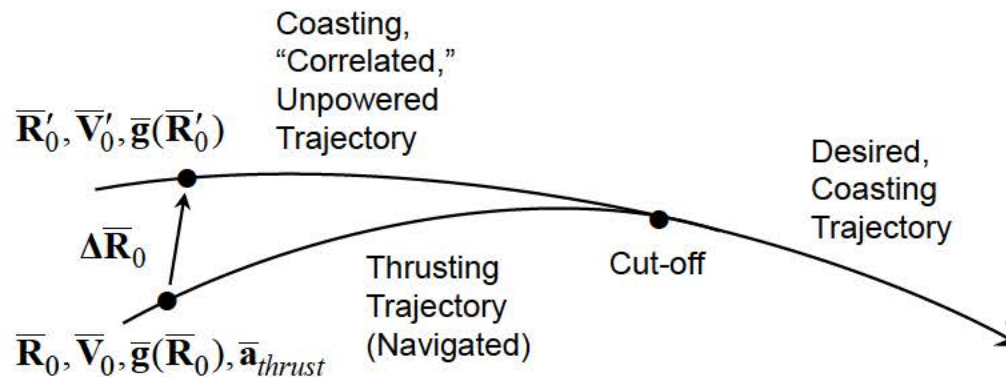 Coasting,
“Correlated,”
Unpowered
Trajectory
R̅₀′, V̅₀′, g̅(R̅₀′)
Desired,
Coasting
Trajectory
ΔR̅₀
Cut-off
Thrusting
Trajectory
(Navigated)
R̅₀, V̅₀, g̅(R̅₀), a̅thrust